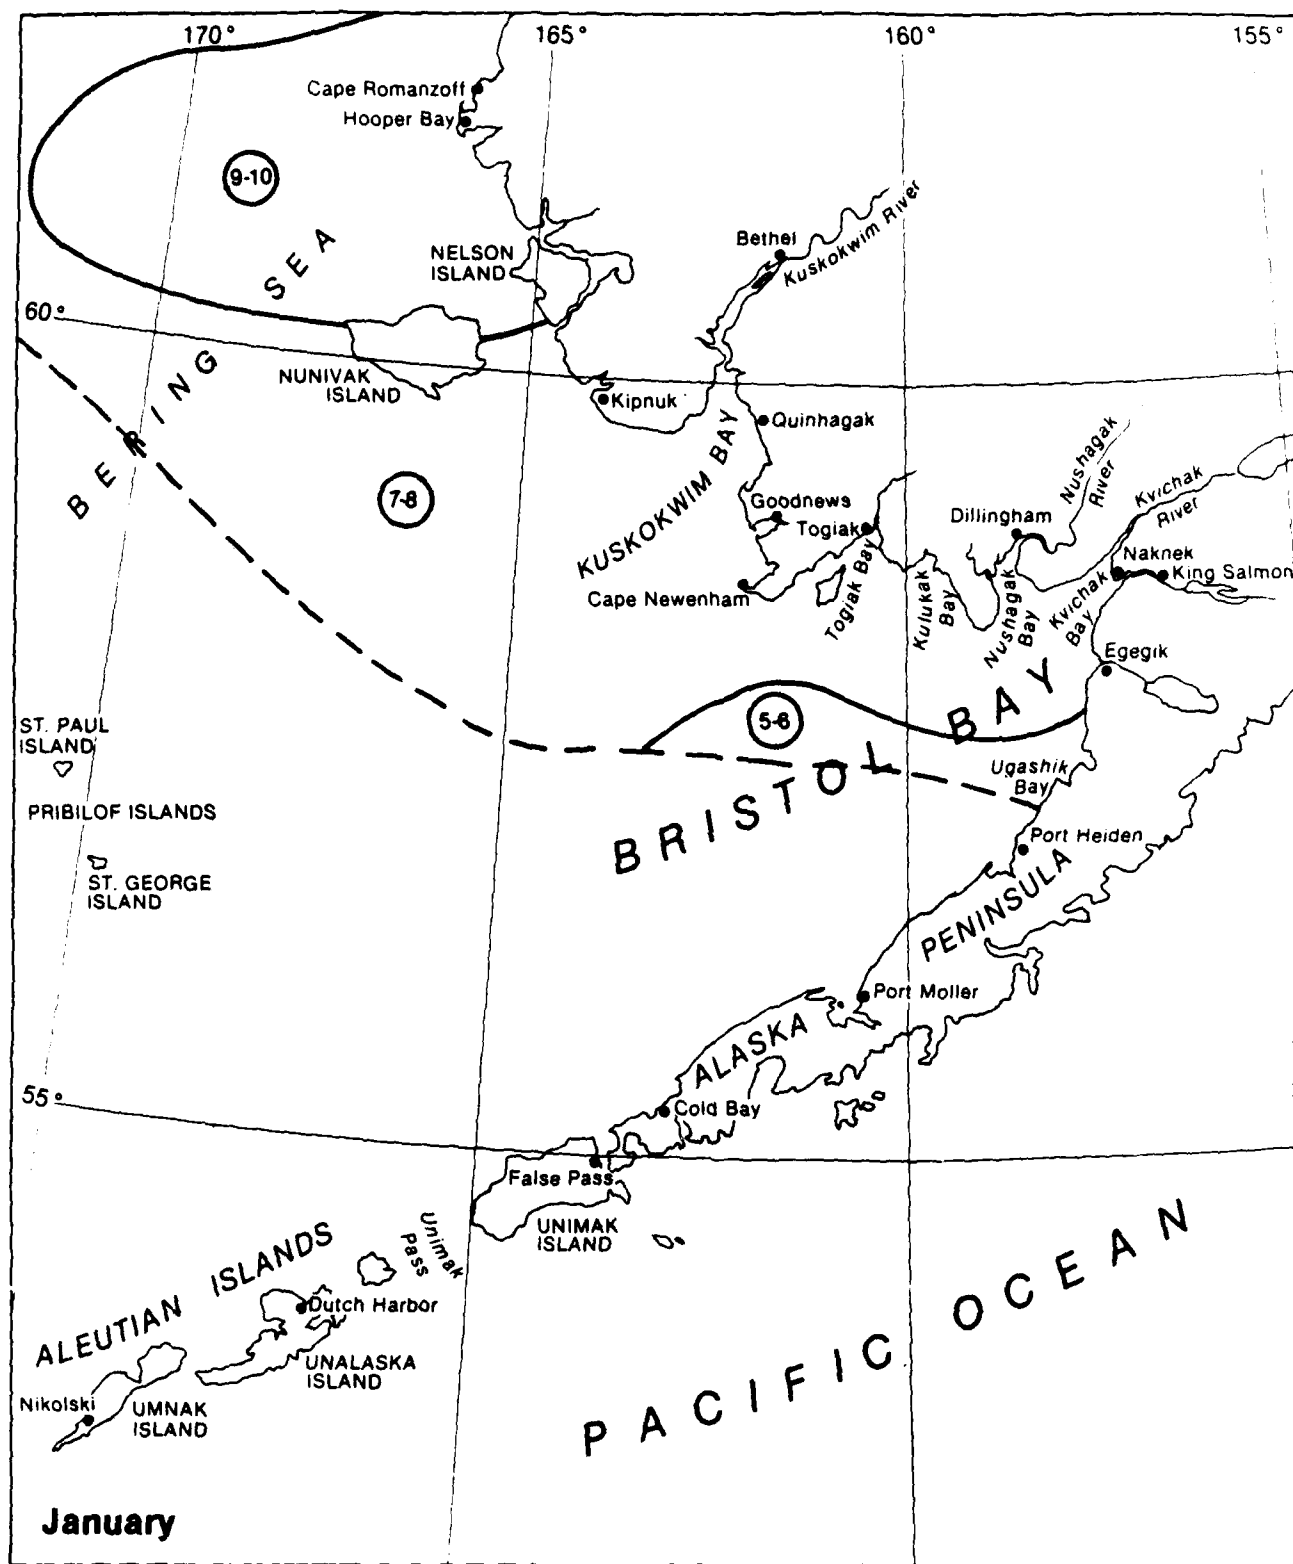 170°
165°
160°
155°
Cape Romanzoff
Hooper Bay
9-10
Bethel
Kuskokwim River
NELSON
ISLAND
BERING SEA
60°
NUNIVAK
ISLAND
Kipnuk
Quinhagak
KUSKOKWIM BAY
7-8
Goodnews
Togiak
Dillingham
Nushagak
River
Kvichak
River
Naknek
King Salmon
Cape Newenham
Togiak Bay
Kulukak
Bay
Nushagak
Bay
Kvichak
Bay
Egegik
5-6
BRISTOL BAY
ST. PAUL
ISLAND
Ugashik
Bay
PRIBILOF ISLANDS
Port Heiden
ST. GEORGE
ISLAND
ALASKA PENINSULA
Port Moller
55°
Cold Bay
False Pass
UNIMAK
ISLAND
Unimak
Pass
ALEUTIAN ISLANDS
Dutch Harbor
UNALASKA
ISLAND
Nikolski
UMNAK
ISLAND
PACIFIC OCEAN
January